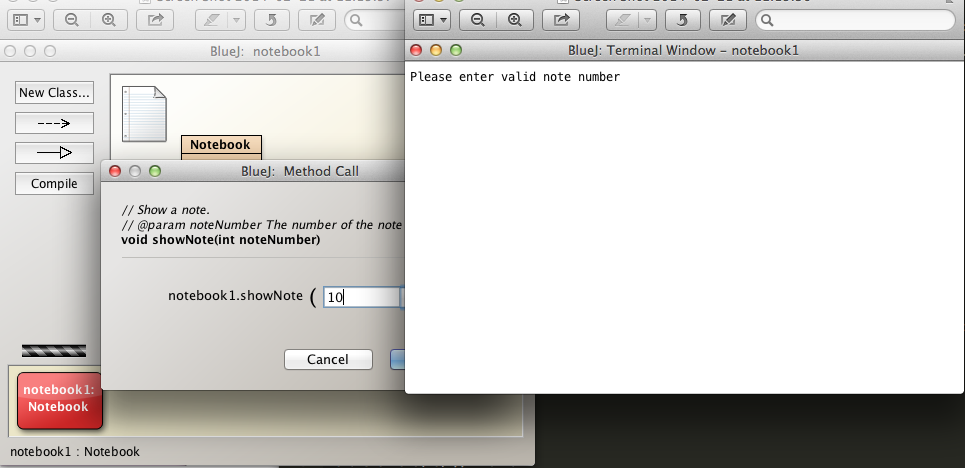 BlueJ: notebook1
New Class...
Compile
Notebook
BlueJ: Method Call
// Show a note.
// @param noteNumber The number of the note
void showNote(int noteNumber)
notebook1.showNote ( 10
Cancel
notebook1:
Notebook
notebook1 : Notebook
BlueJ: Terminal Window - notebook1
Please enter valid note number